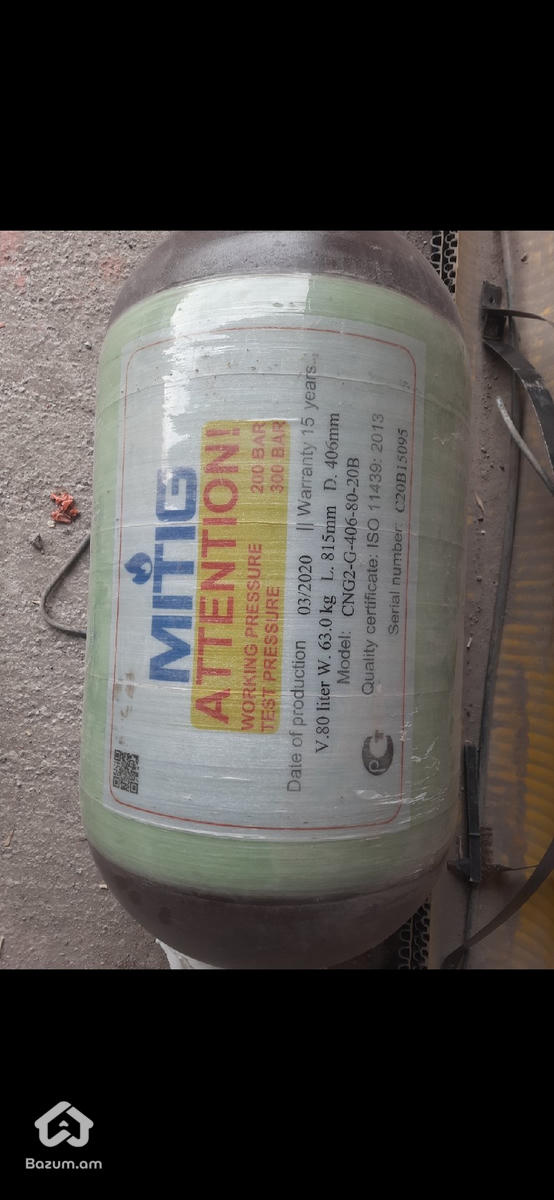 MITIG
ATTENTION!
WORKING PRESSURE 200 BAR
TEST PRESSURE 300 BAR
Date of production 03/2020 || Warranty 15 years
V.80 liter W. 63.0 kg L. 815mm D. 406mm
Model: CNG2-G-406-80-20B
Quality certificate: ISO 11439: 2013
Serial number: C20B15095
РСТ
Bazum.am